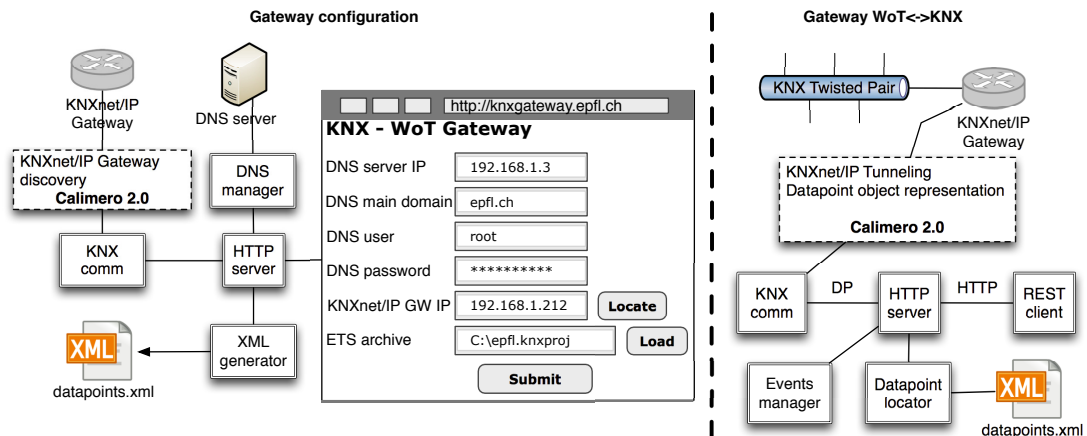 Gateway configuration
KNXnet/IP
Gateway
DNS server
KNXnet/IP Gateway
discovery
Calimero 2.0
DNS
manager
KNX
comm
HTTP
server
XML
generator
XML
datapoints.xml
http://knxgateway.epfl.ch
KNX - WoT Gateway
DNS server IP 192.168.1.3
DNS main domain epfl.ch
DNS user root
DNS password **********
KNXnet/IP GW IP 192.168.1.212 Locate
ETS archive C:\epfl.knxproj Load
Submit
Gateway WoT<->KNX
KNX Twisted Pair
KNXnet/IP
Gateway
KNXnet/IP Tunneling
Datapoint object representation
Calimero 2.0
KNX
comm
DP
HTTP
server
HTTP
REST
client
Events
manager
Datapoint
locator
XML
datapoints.xml